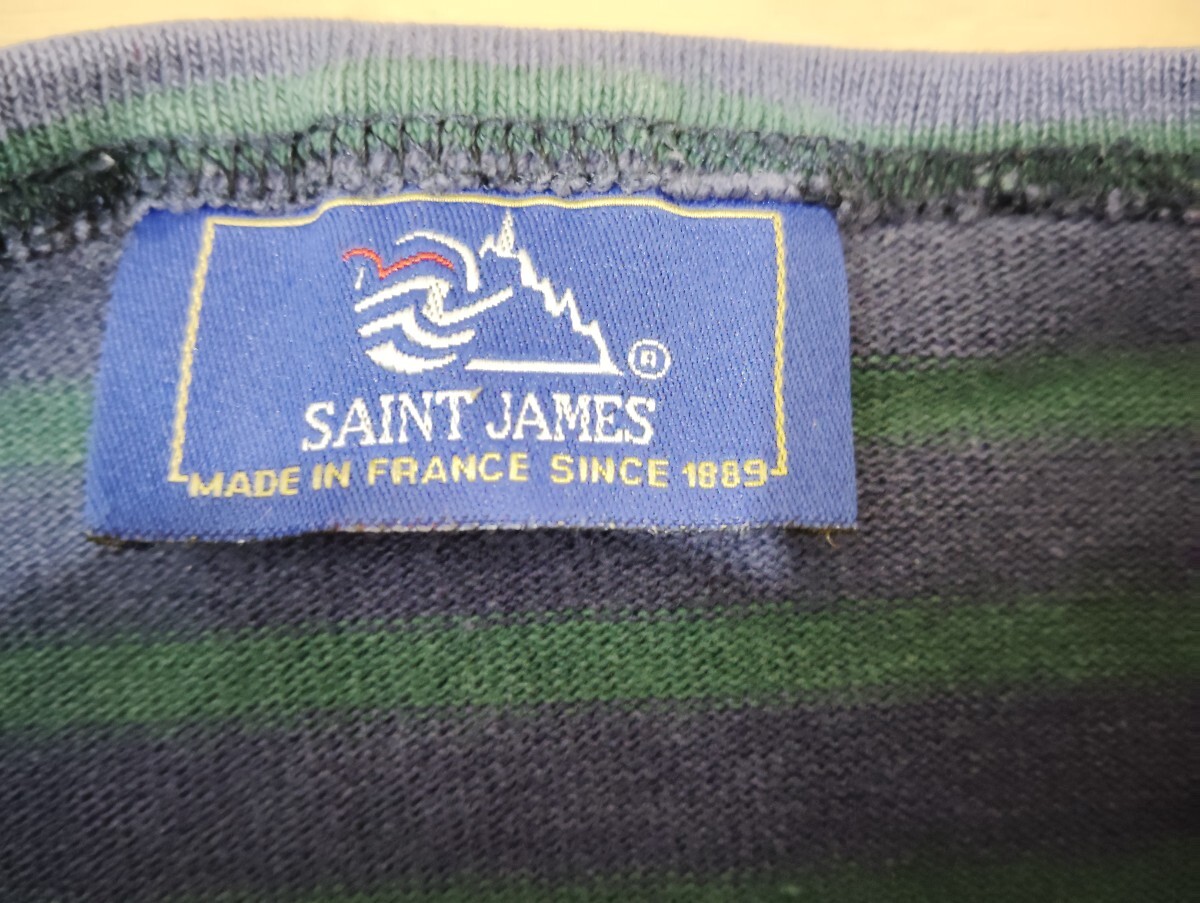 ®
SAINT JAMES
MADE IN FRANCE SINCE 1889